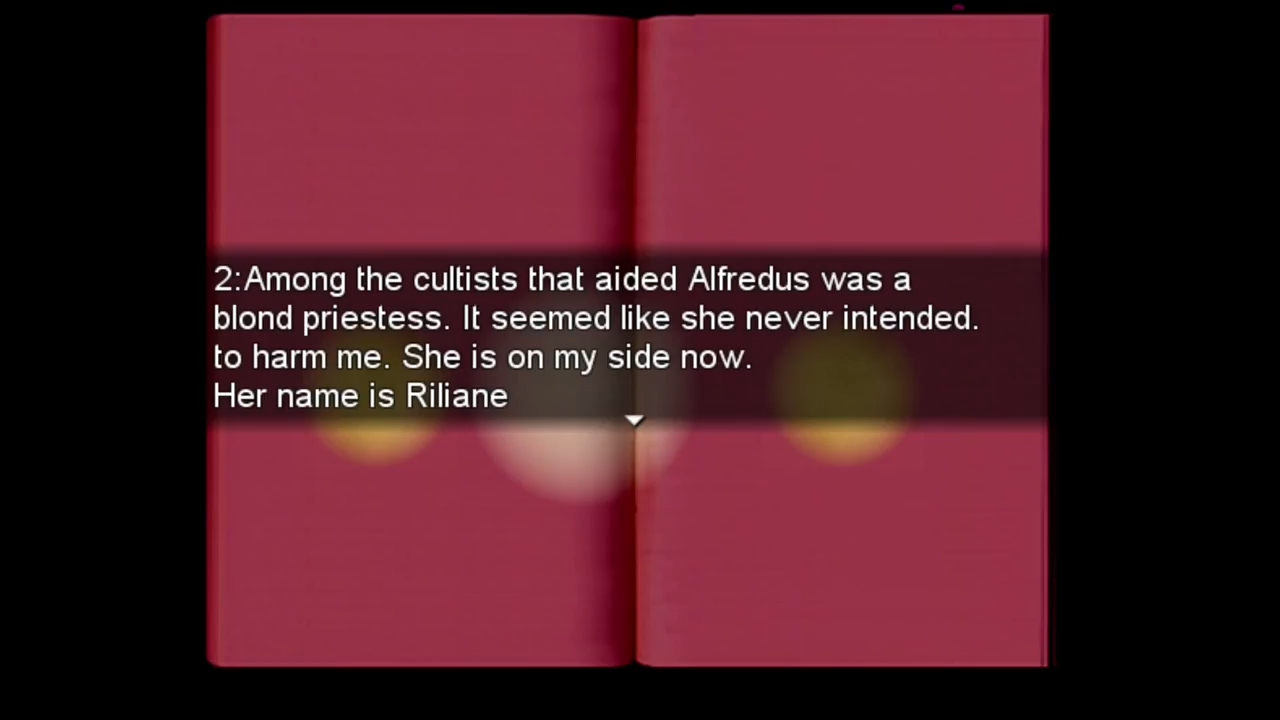 2:Among the cultists that aided Alfredus was a
blond priestess. It seemed like she never intended.
to harm me. She is on my side now.
Her name is Riliane